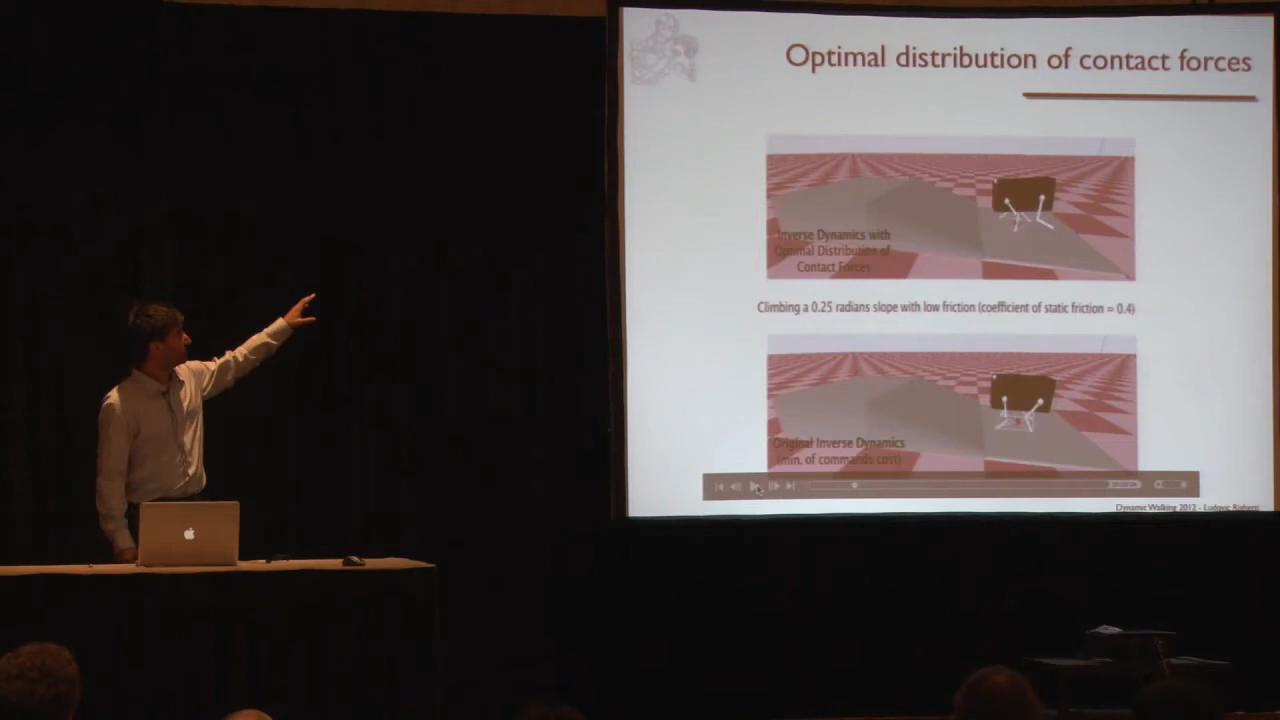 Optimal distribution of contact forces
Inverse Dynamics with
Optimal Distribution of
Contact Forces
Climbing a 0.25 radians slope with low friction (coefficient of static friction = 0.4)
Original Inverse Dynamics
(min. of commands cost)
Dynamic Walking 2012 - Ludovic Righetti